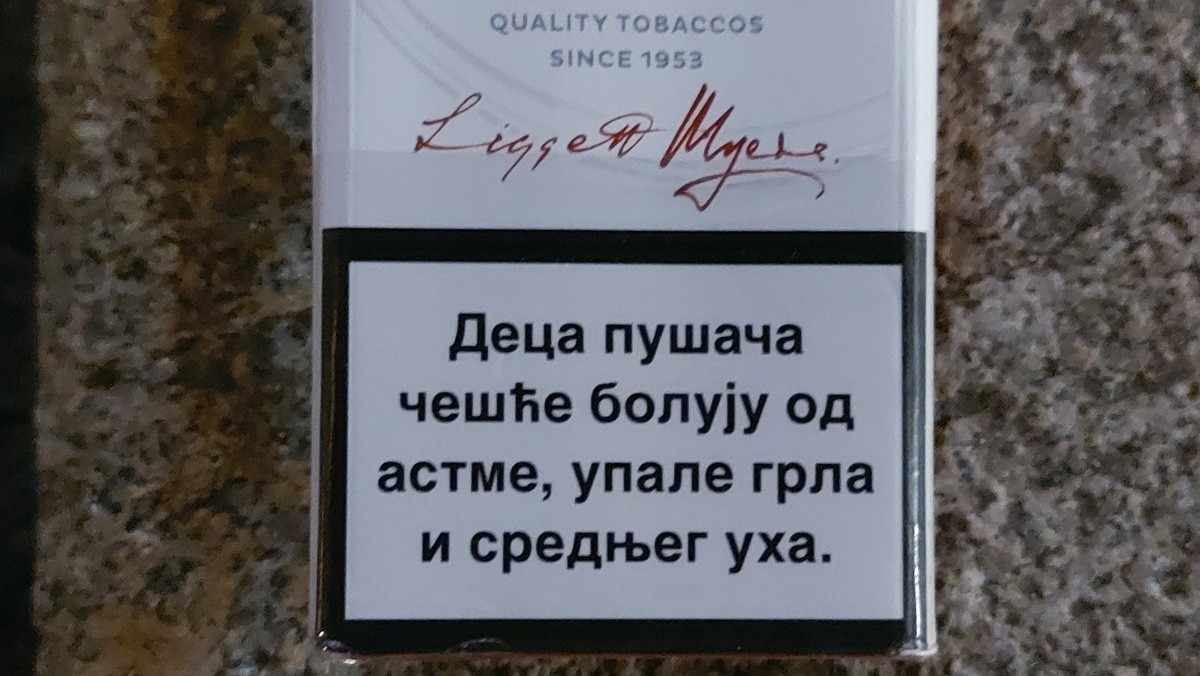 QUALITY TOBACCOS
SINCE 1953
Liggett Myers.
Деца пушача
чешће болују од
астме, упале грла
и средњег уха.